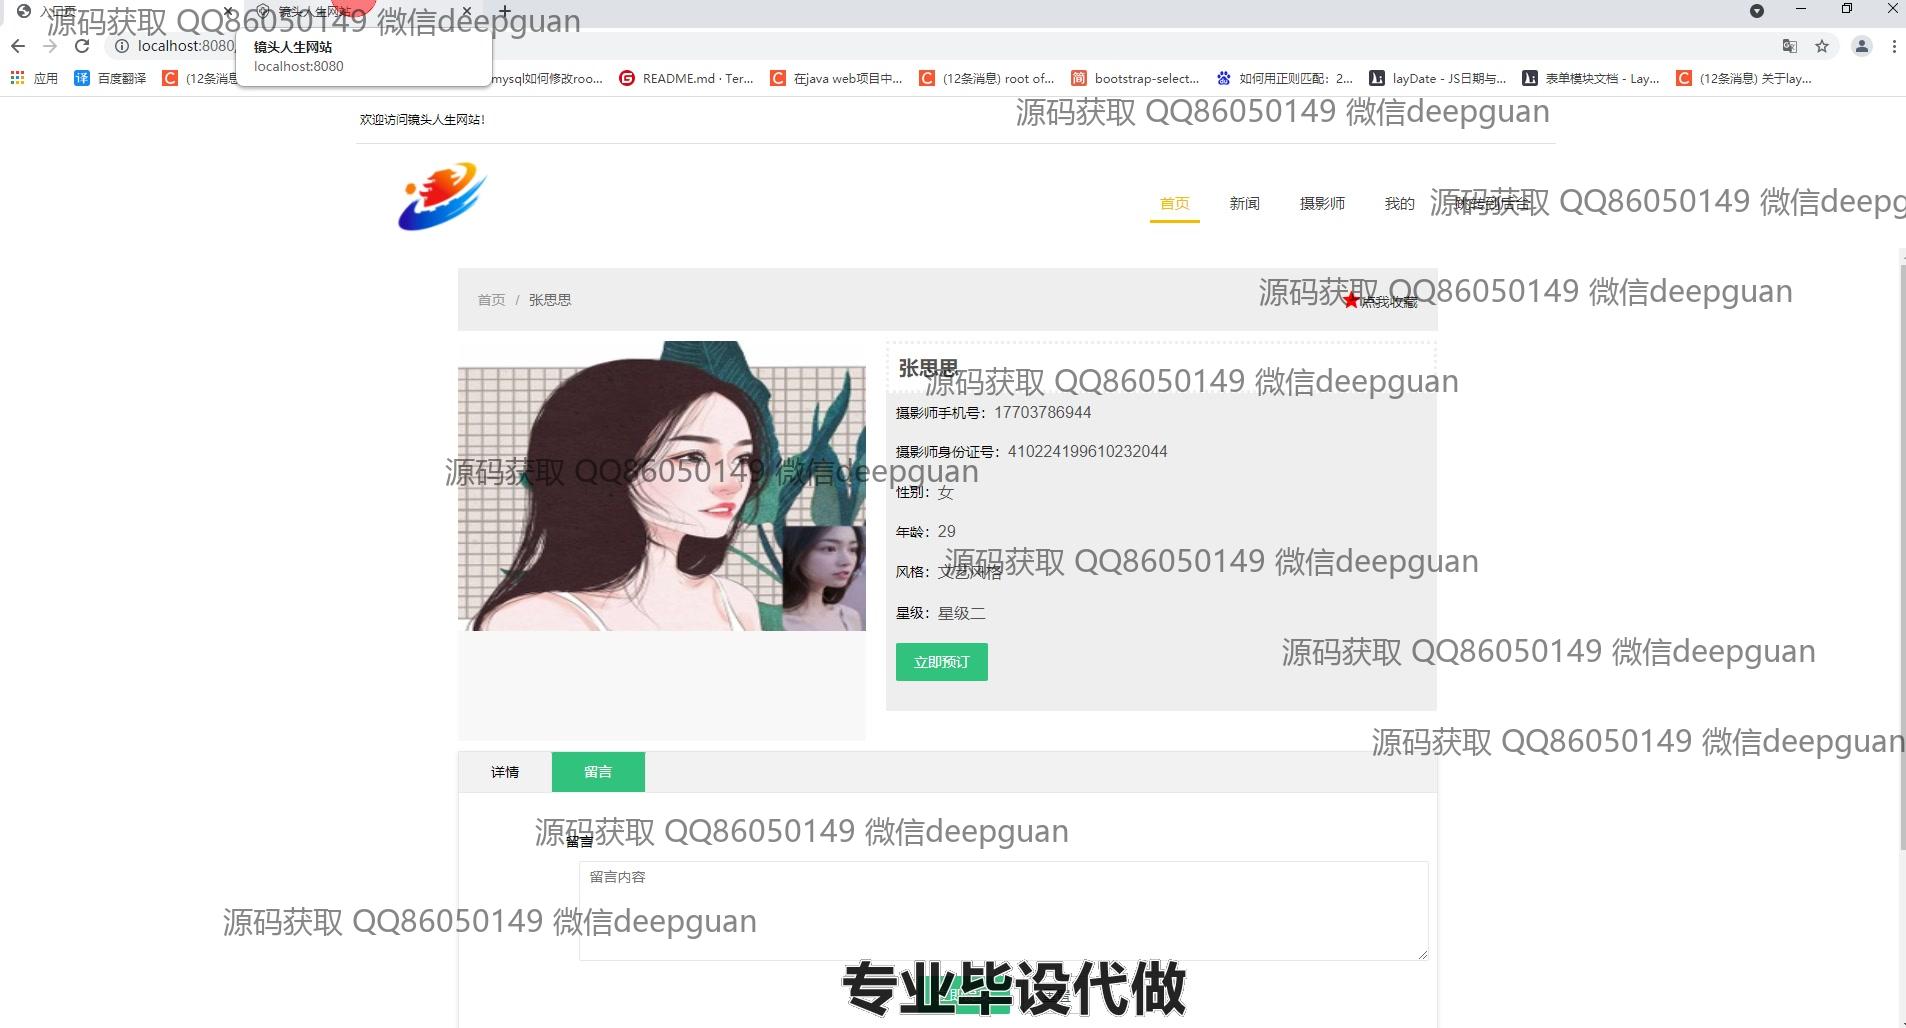 入口页
镜头人生网站
源码获取 QQ86050149 微信deepguan
localhost:8080
镜头人生网站
localhost:8080
应用
百度翻译
(12条消息
mysql如何修改roo...
README.md · Ter...
在java web项目中...
(12条消息) root of...
bootstrap-select...
如何用正则匹配：2...
layDate - JS日期与...
表单模块文档 - Lay...
(12条消息) 关于lay...
源码获取 QQ86050149 微信deepguan
欢迎访问镜头人生网站!
首页
新闻
摄影师
我的
跳转到后台
源码获取 QQ86050149 微信deepg
首页 / 张思思
点我收藏
源码获取 QQ86050149 微信deepguan
张思思
源码获取 QQ86050149 微信deepguan
摄影师手机号：17703786944
摄影师身份证号：410224199610232044
源码获取 QQ86050149 微信deepguan
性别：女
年龄：29
源码获取 QQ86050149 微信deepguan
风格：文艺风格
星级：星级二
源码获取 QQ86050149 微信deepguan
立即预订
源码获取 QQ86050149 微信deepguan
详情
留言
源码获取 QQ86050149 微信deepguan
留言
留言内容
源码获取 QQ86050149 微信deepguan
专业毕设代做